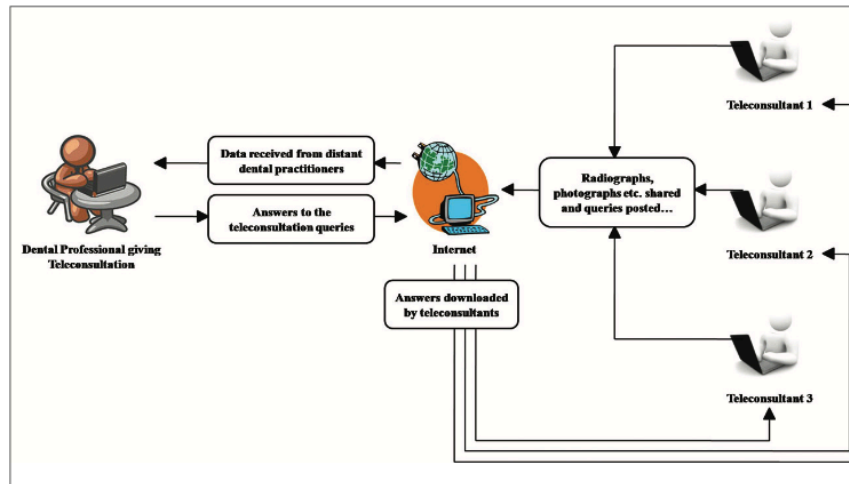 Teleconsultant 1
Data received from distant
dental practitioners
Radiographs,
photographs etc. shared
and queries posted...
Answers to the
teleconsultation queries
Dental Professional giving
Teleconsultation
Internet
Teleconsultant 2
Answers downloaded
by teleconsultants
Teleconsultant 3